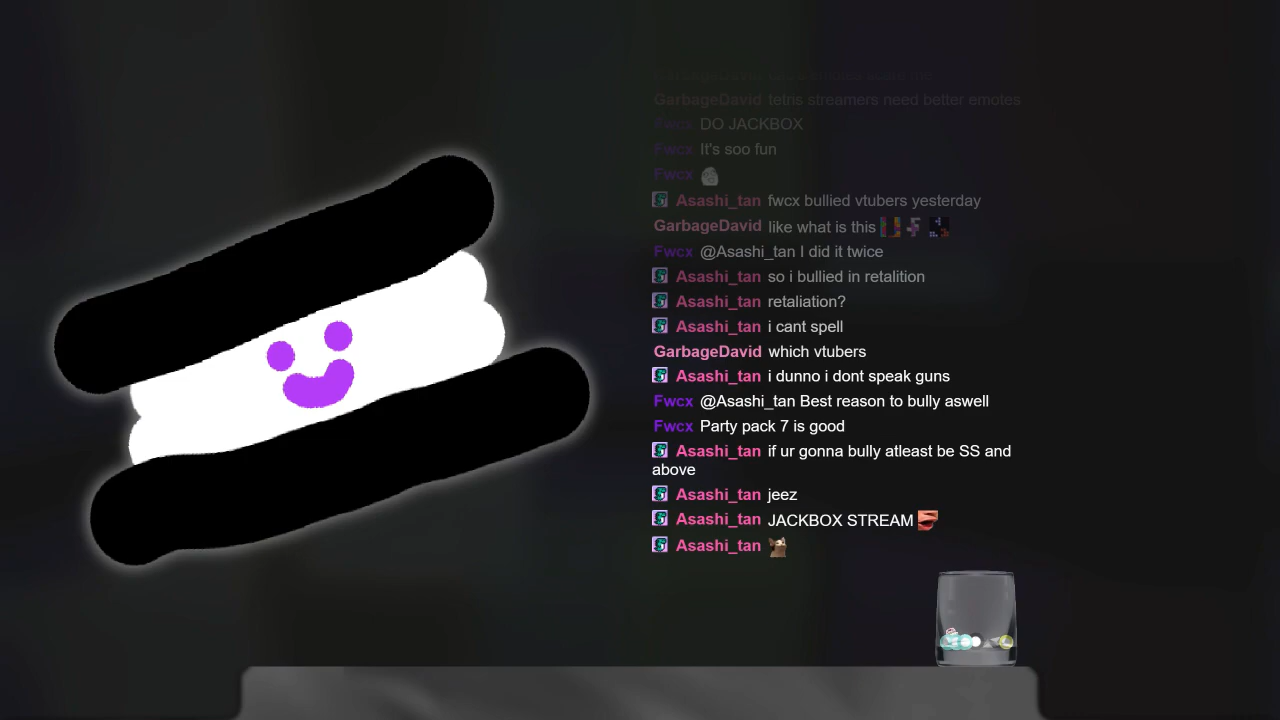 GarbageDavid tetris streamers need better emotes
Fwcx DO JACKBOX
Fwcx It's soo fun
Fwcx
Asashi_tan fwcx bullied vtubers yesterday
GarbageDavid like what is this
Fwcx @Asashi_tan I did it twice
Asashi_tan so i bullied in retalition
Asashi_tan retaliation?
Asashi_tan i cant spell
GarbageDavid which vtubers
Asashi_tan i dunno i dont speak guns
Fwcx @Asashi_tan Best reason to bully aswell
Fwcx Party pack 7 is good
Asashi_tan if ur gonna bully atleast be SS and
above
Asashi_tan jeez
Asashi_tan JACKBOX STREAM
Asashi_tan